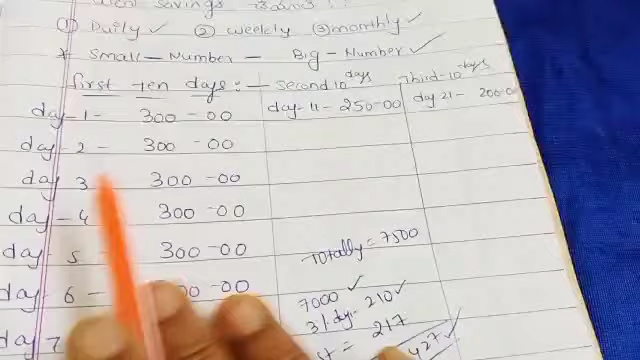 savings
① Daily ✓ ② weekly ③ monthly ✓
* Small - Number - Big - Number ✓
first ten days : - Second 10 days Third - 10 days
day - 1 - 300 - 00 day - 11 - 250 - 00 day 21 - 200 - 00
day - 2 - 300 - 00
day 3 300 - 00
day - 4 300 - 00
day - 5 300 - 00
day - 6 - 00 - 00
day 7
Totally = 7500
7000 ✓
210 ✓
= 217
427 ✓